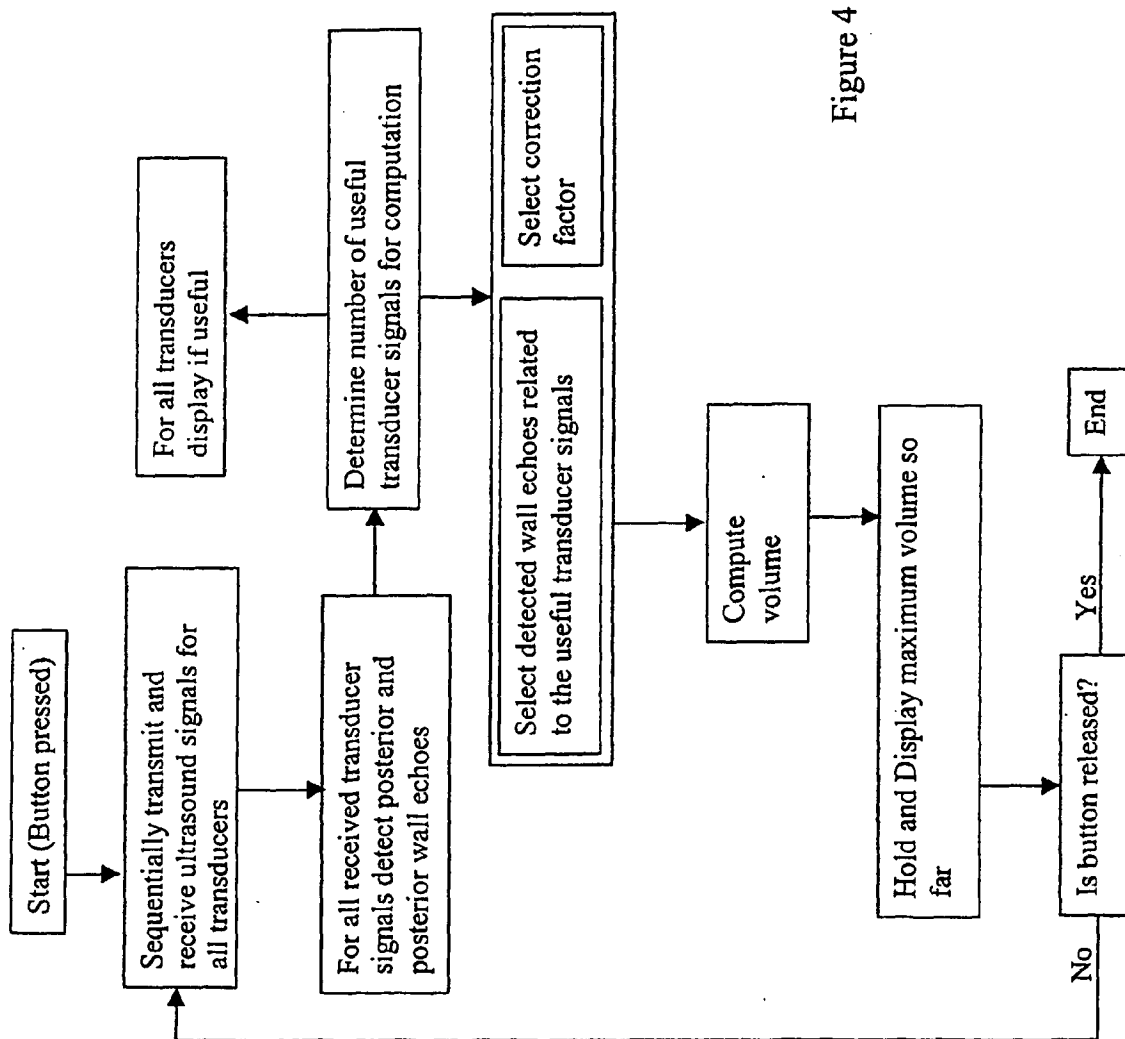 Start (Button pressed)
Sequentially transmit and
receive ultrasound signals for
all transducers
For all received transducer
signals detect posterior and
posterior wall echoes
For all transducers
display if useful
Determine number of useful
transducer signals for computation
Select detected wall echoes related
to the useful transducer signals
Select correction
factor
Compute
volume
Hold and Display maximum volume so
far
Is button released?
Yes
End
No
Figure 4